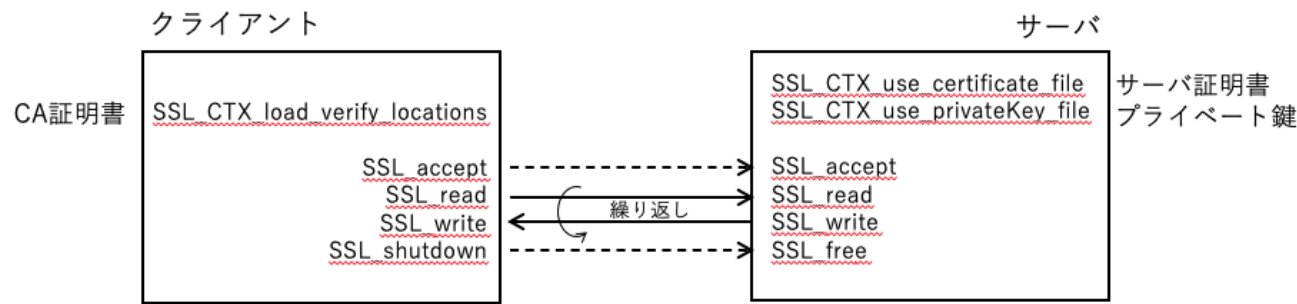 クライアント
CA証明書
SSL_CTX_load_verify_locations
SSL_accept
SSL_read
SSL_write
SSL_shutdown
繰り返し
サーバ
SSL_CTX_use_certificate_file
SSL_CTX_use_privateKey_file
サーバ証明書
プライベート鍵
SSL_accept
SSL_read
SSL_write
SSL_free